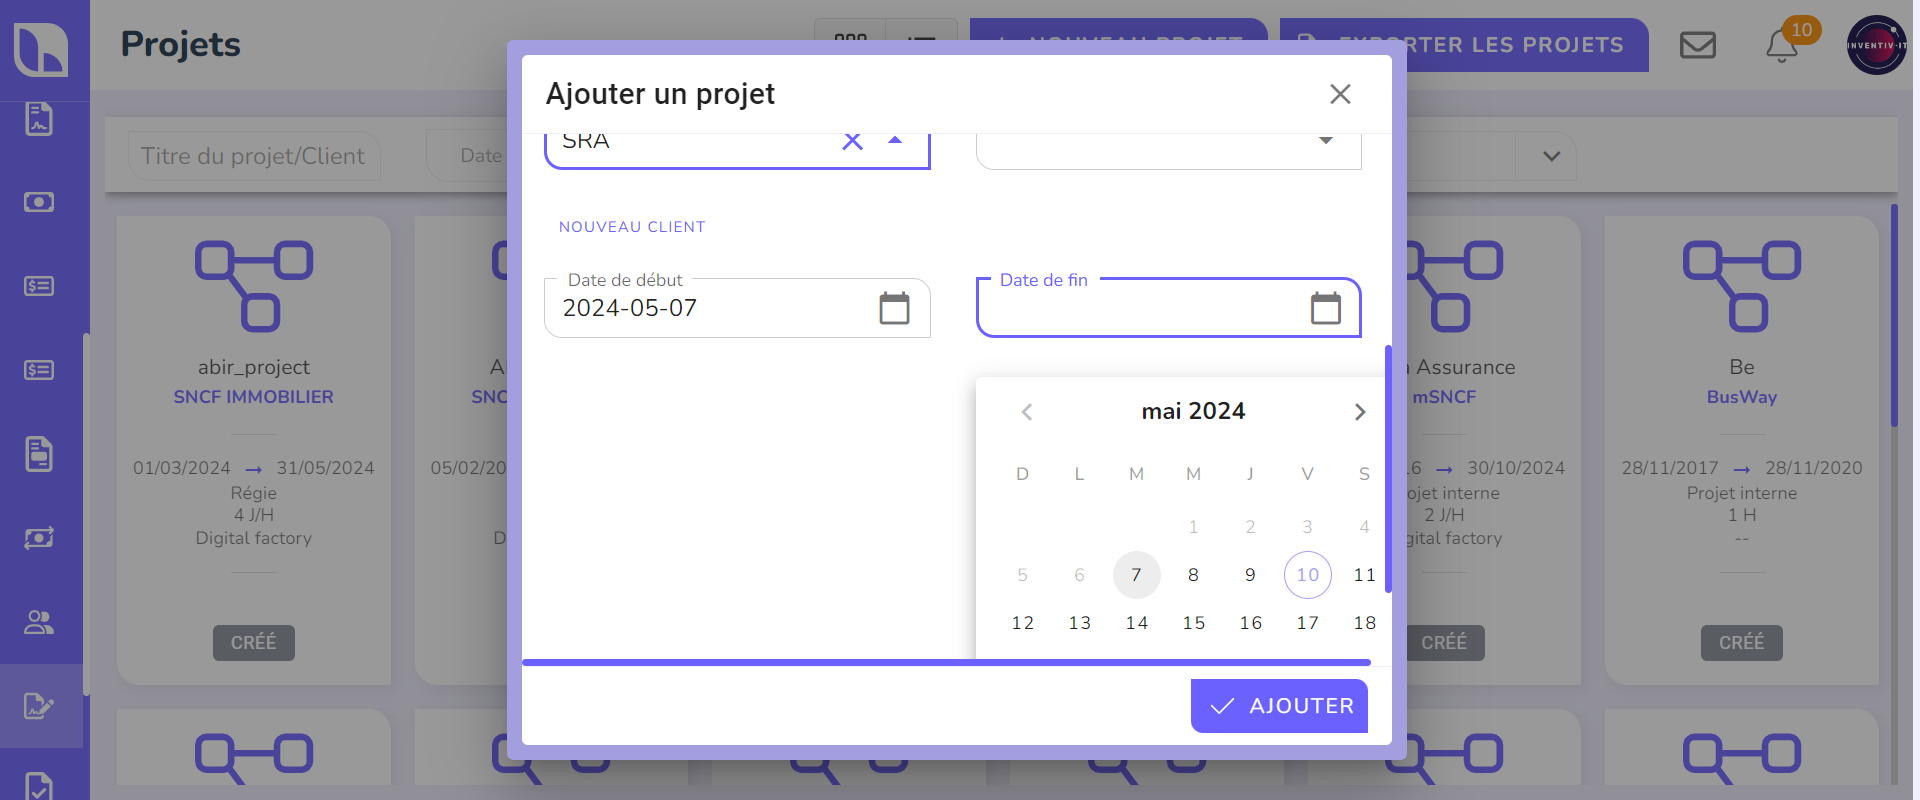 Projets
NOUVEAU PROJET
EXPORTER LES PROJETS
10
INVENTIV-IT
Titre du projet/Client
Date
Ajouter un projet
SRA
NOUVEAU CLIENT
Date de début
2024-05-07
Date de fin
mai 2024
D L M M J V S
1 2 3 4
5 6 7 8 9 10 11
12 13 14 15 16 17 18
AJOUTER
abir_project
SNCF IMMOBILIER
01/03/2024 → 31/05/2024
Régie
4 J/H
Digital factory
CRÉÉ
A
SNC
05/02/20
D
Assurance
mSNCF
16 → 30/10/2024
ojet interne
2 J/H
gital factory
CRÉÉ
Be
BusWay
28/11/2017 → 28/11/2020
Projet interne
1 H
--
CRÉÉ